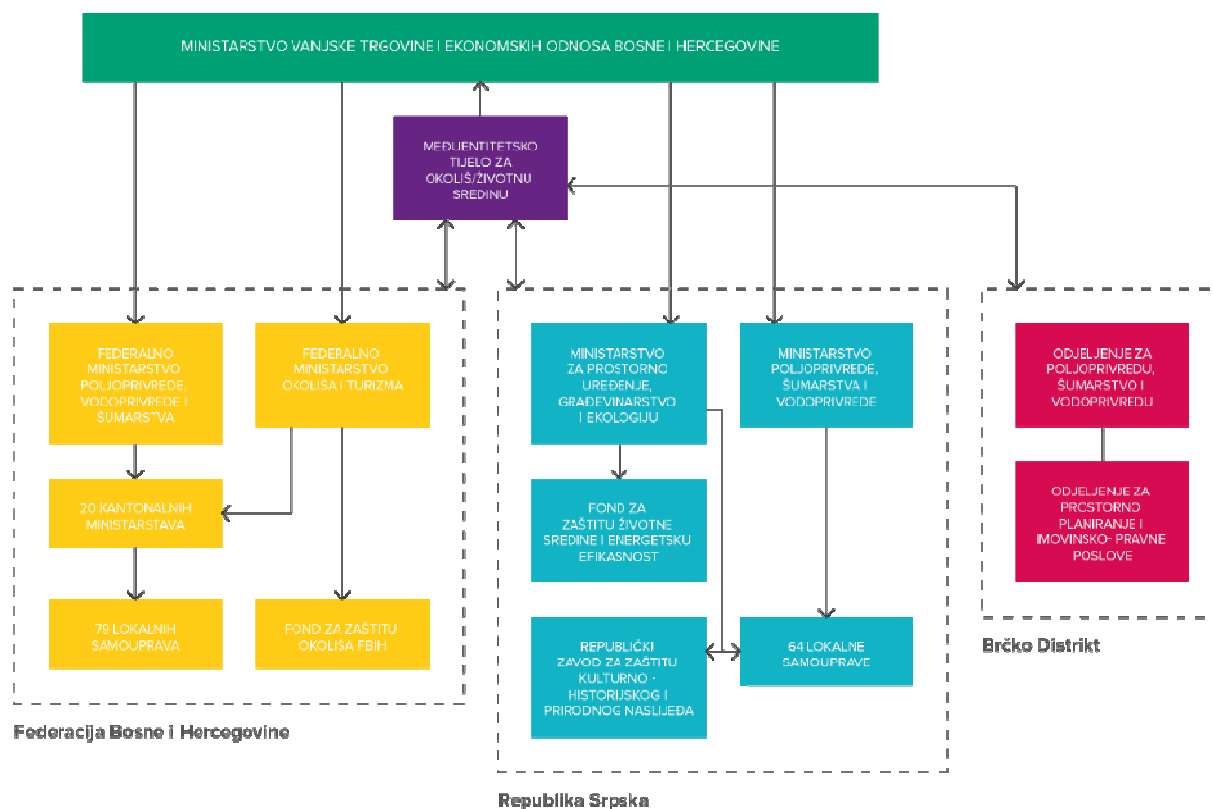 MINISTARSTVO VANJSKE TRGOVINE I EKONOMSKIH ODNOSA BOSNE I HERCEGOVINE
MEĐUENTITETSKO
TIJELO ZA
OKOLIŠ/ŽIVOTNU
SREDINU
FEDERALNO
MINISTARSTVO
POLJOPRIVREDE,
VODOPRIVREDE I
ŠUMARSTVA
FEDERALNO
MINISTARSTVO
OKOLIŠA I TURIZMA
20 KANTONALNIH
MINISTARSTAVA
79 LOKALNIH
SAMOUPRAVA
FOND ZA ZAŠTITU
OKOLIŠA FBIH
Federacija Bosne i Hercegovine
MINISTARSTVO
ZA PROSTORNO
UREĐENJE,
GRAĐEVINARSTVO
I EKOLOGIJU
MINISTARSTVO
POLJOPRIVREDE,
ŠUMARSTVA I
VODOPRIVREDE
FOND ZA
ZAŠTITU ŽIVOTNE
SREDINE I ENERGETSKU
EFIKASNOST
REPUBLIČKI
ZAVOD ZA ZAŠTITU
KULTURNO -
HISTORIJSKOG I
PRIRODNOG NASLIJEĐA
64 LOKALNE
SAMOUPRAVE
Republika Srpska
ODJELJENJE ZA
POLJOPRIVREDU,
ŠUMARSTVO I
VODOPRIVREDU
ODJELJENJE ZA
PROSTORNO
PLANIRANJE I
IMOVINSKO- PRAVNE
POSLOVE
Brčko Distrikt